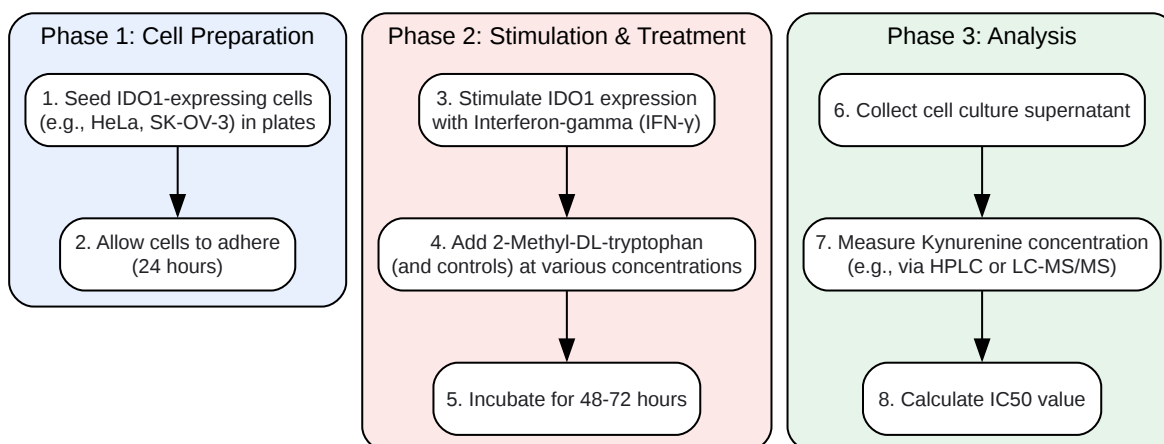 Phase 1: Cell Preparation
1. Seed IDO1-expressing cells
(e.g., HeLa, SK-OV-3) in plates
2. Allow cells to adhere
(24 hours)
Phase 2: Stimulation & Treatment
3. Stimulate IDO1 expression
with Interferon-gamma (IFN-γ)
4. Add 2-Methyl-DL-tryptophan
(and controls) at various concentrations
5. Incubate for 48-72 hours
Phase 3: Analysis
6. Collect cell culture supernatant
7. Measure Kynurenine concentration
(e.g., via HPLC or LC-MS/MS)
8. Calculate IC50 value